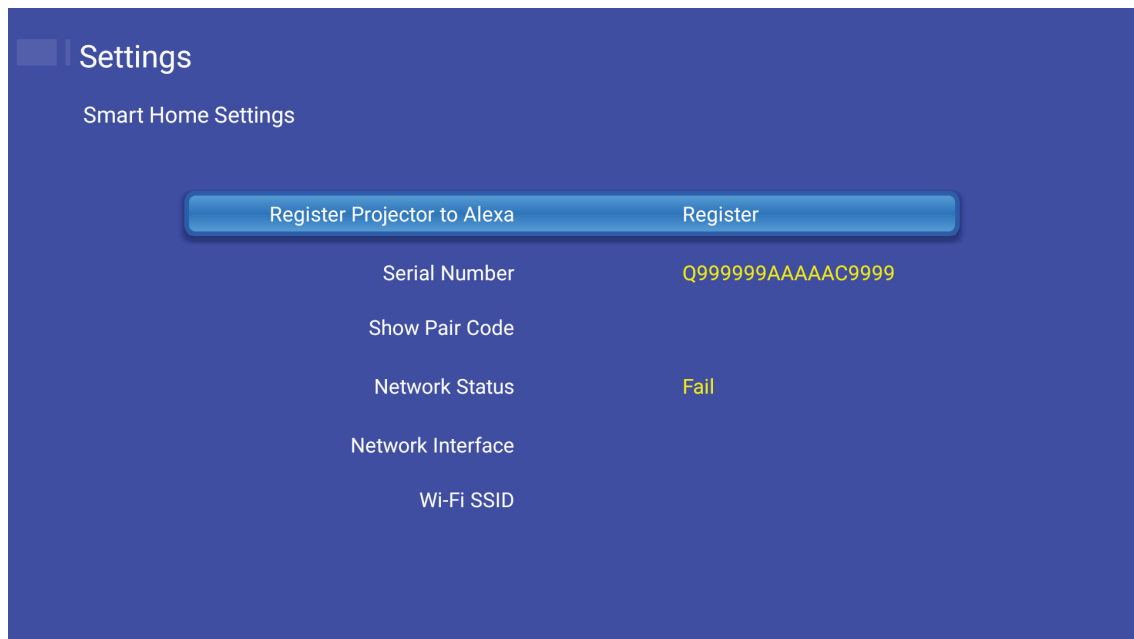 Settings
Smart Home Settings
Register Projector to Alexa Register
Serial Number Q999999AAAAAC9999
Show Pair Code
Network Status Fail
Network Interface
Wi-Fi SSID